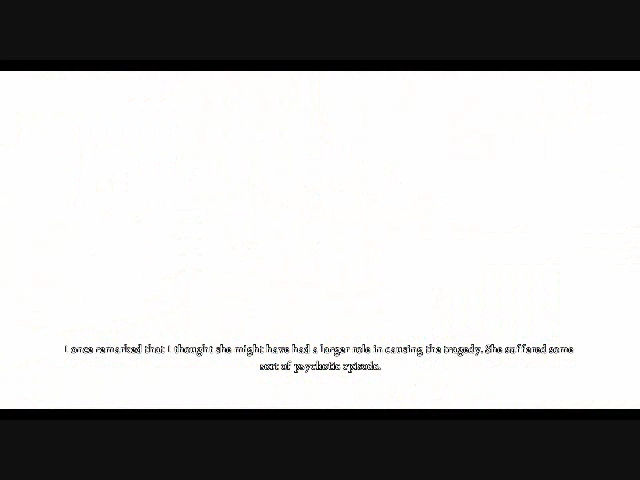 I once remarked that I thought she might have had a larger role in causing the tragedy. She suffered some
sort of psychotic episode.